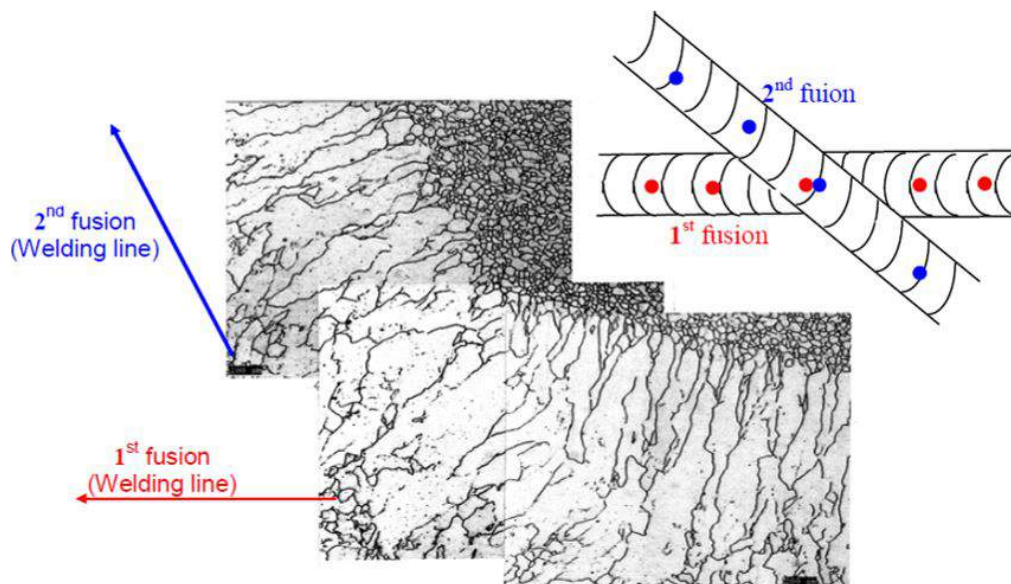 2nd fuion
1st fusion
2nd fusion
(Welding line)
1st fusion
(Welding line)